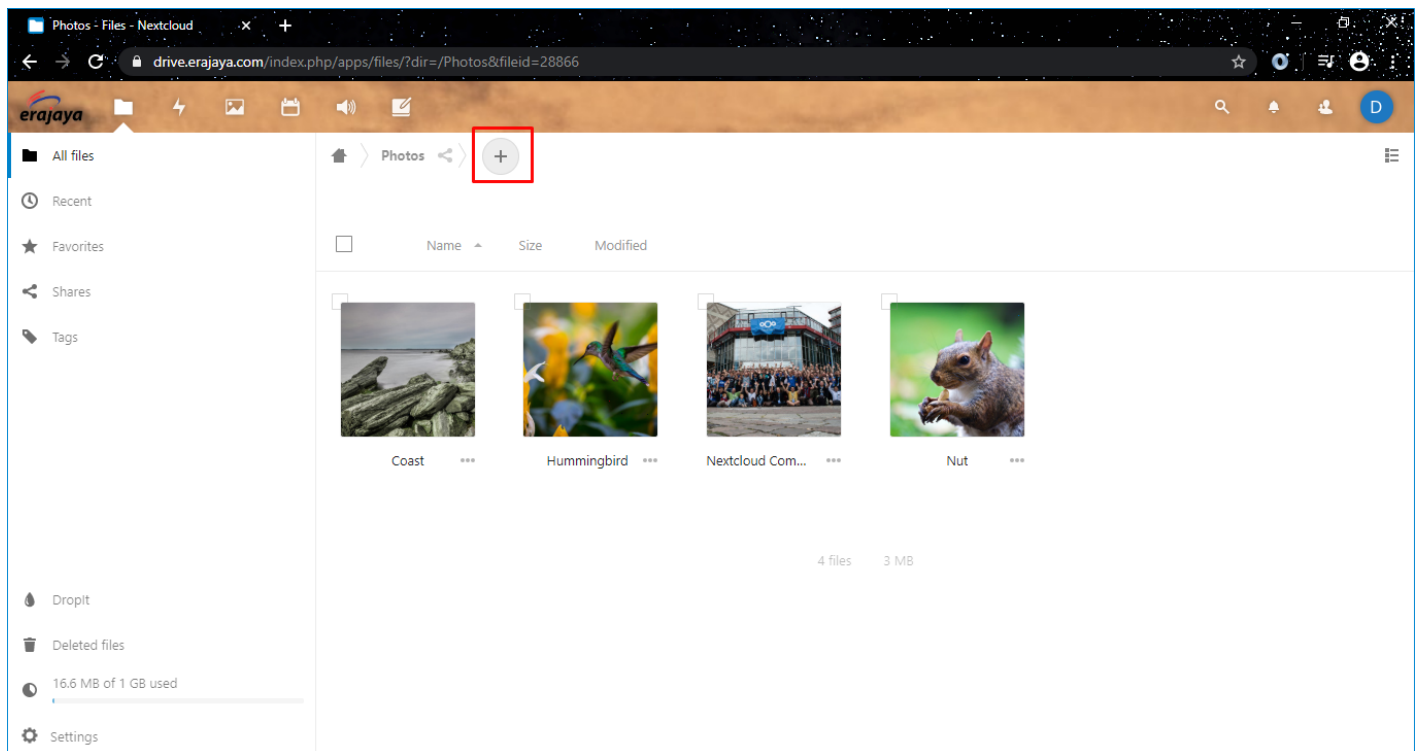 Photos - Files - Nextcloud
drive.erajaya.com/index.php/apps/files/?dir=/Photos&fileid=28866
erajaya
D
All files
Photos
Recent
Favorites
Name Size Modified
Shares
Tags
Coast
Hummingbird
Nextcloud Com...
Nut
4 files 3 MB
DropIt
Deleted files
16.6 MB of 1 GB used
Settings